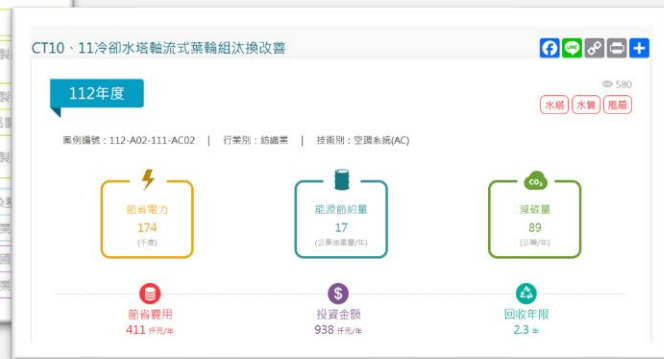 CT10、11冷卻水塔軸流式葉輪組汰換改善
112年度
580
水塔 水質 風扇
案例編號：112-A02-111-AC02 | 行業別：紡織業 | 技術別：空調系統(AC)
節省電力
174
(千度)
能源節約量
17
(公秉油當量/年)
CO₂
減碳量
89
(公噸/年)
節省費用
411 仟元/年
$
投資金額
938 仟元/年
回收年限
2.3 年